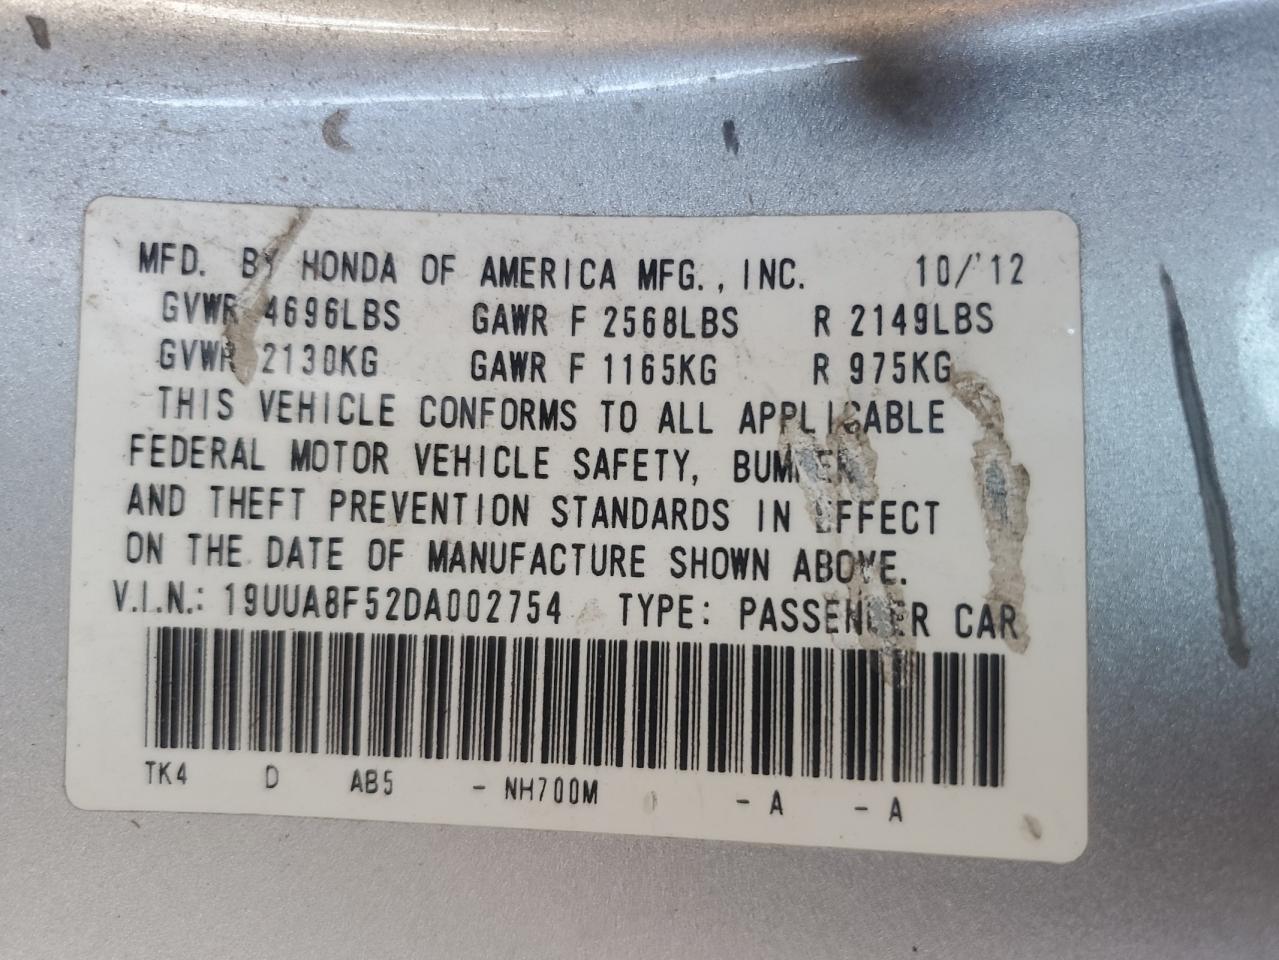 MFD. BY HONDA OF AMERICA MFG., INC. 10/'12
GVWR 4696LBS GAWR F 2568LBS R 2149LBS
GVWR 2130KG GAWR F 1165KG R 975KG
THIS VEHICLE CONFORMS TO ALL APPLICABLE
FEDERAL MOTOR VEHICLE SAFETY, BUMPER
AND THEFT PREVENTION STANDARDS IN EFFECT
ON THE DATE OF MANUFACTURE SHOWN ABOVE.
V.I.N.: 19UUA8F52DA002754 TYPE: PASSENGER CAR
TK4 D AB5 - NH700M - A - A